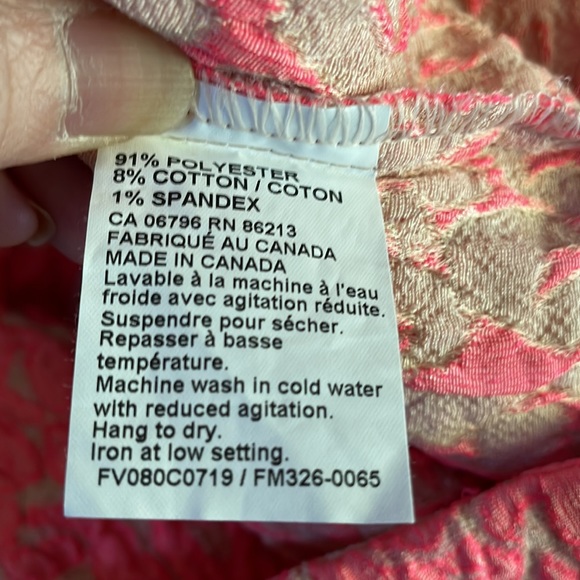 91% POLYESTER
8% COTTON / COTON
1% SPANDEX
CA 06796 RN 86213
FABRIQUÉ AU CANADA
MADE IN CANADA
Lavable à la machine à l'eau
froide avec agitation réduite.
Suspendre pour sécher.
Repasser à basse
température.
Machine wash in cold water
with reduced agitation.
Hang to dry.
Iron at low setting.
FV080C0719 / FM326-0065